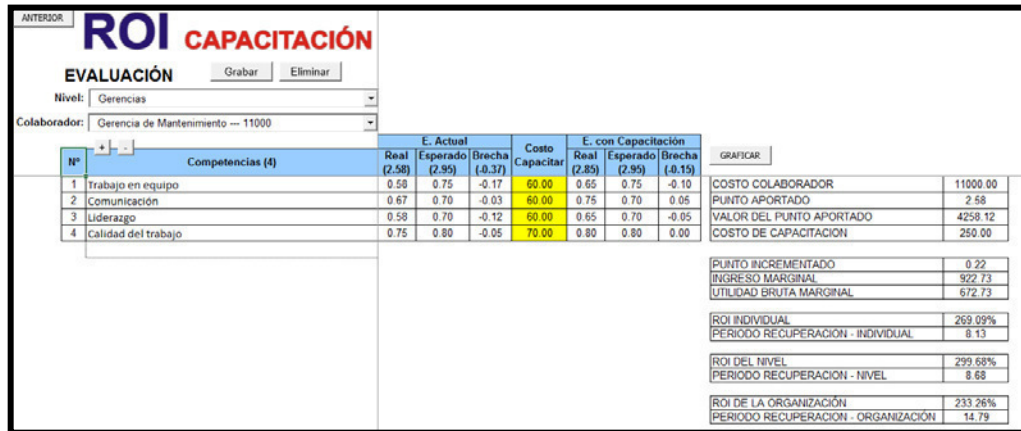 ANTERIOR
ROI CAPACITACIÓN
EVALUACIÓN Grabar Eliminar
Nivel: Gerencias
Colaborador: Gerencia de Mantenimiento --- 11000
+ -
E. Actual Costo Capacitar E. con Capacitación
Nº Competencias (4) Real (2.58) Esperado (2.95) Brecha (-0.37) Real (2.85) Esperado (2.95) Brecha (-0.15) GRAFICAR
1 Trabajo en equipo 0.58 0.75 -0.17 60.00 0.65 0.75 -0.10
2 Comunicación 0.67 0.70 -0.03 60.00 0.75 0.70 0.05
3 Liderazgo 0.58 0.70 -0.12 60.00 0.65 0.70 -0.05
4 Calidad del trabajo 0.75 0.80 -0.05 70.00 0.80 0.80 0.00
COSTO COLABORADOR 11000.00
PUNTO APORTADO 2.58
VALOR DEL PUNTO APORTADO 4258.12
COSTO DE CAPACITACION 250.00
PUNTO INCREMENTADO 0.22
INGRESO MARGINAL 922.73
UTILIDAD BRUTA MARGINAL 672.73
ROI INDIVIDUAL 269.09%
PERIODO RECUPERACION - INDIVIDUAL 8.13
ROI DEL NIVEL 299.68%
PERIODO RECUPERACION - NIVEL 8.68
ROI DE LA ORGANIZACIÓN 233.26%
PERIODO RECUPERACION - ORGANIZACIÓN 14.79